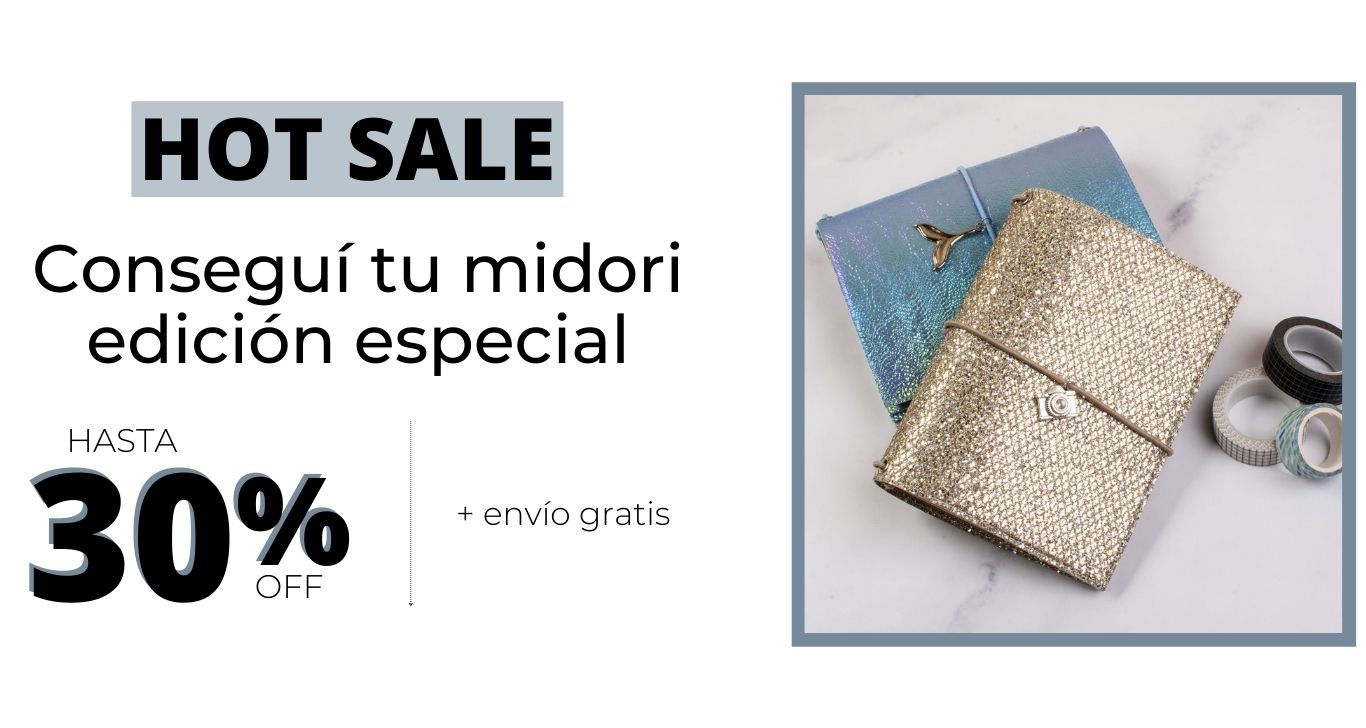 HOT SALE
Conseguí tu midori
edición especial
HASTA
30%
OFF
+ envío gratis